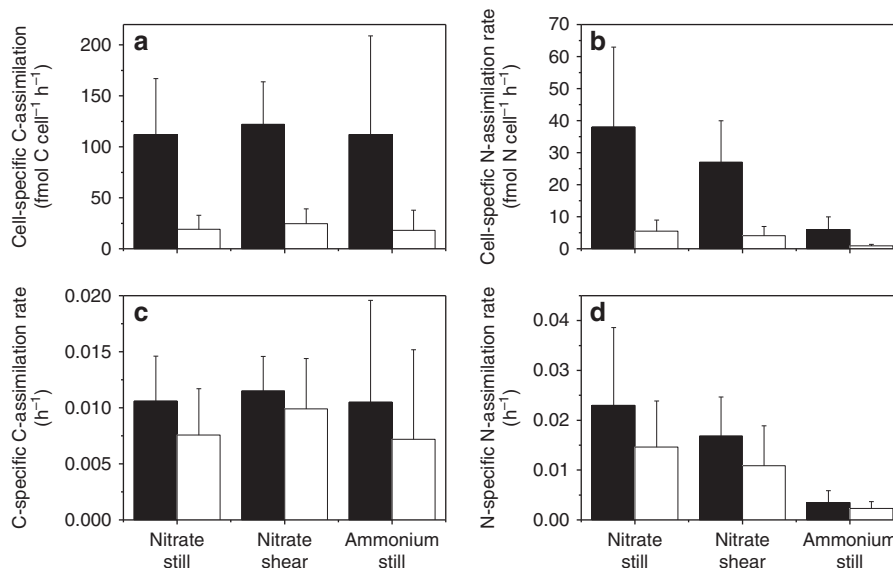 a
Cell-specific C-assimilation
(fmol C cell⁻¹ h⁻¹)
200
150
100
50
0
b
Cell-specfic N-assimilation rate
(fmol N cell⁻¹ h⁻¹)
70
60
50
40
30
20
10
0
c
C-specific C-assimilation rate
(h⁻¹)
0.020
0.015
0.010
0.005
0.000
Nitrate
still
Nitrate
shear
Ammonium
still
d
N-specific N-assimilation rate
(h⁻¹)
0.04
0.03
0.02
0.01
0.00
Nitrate
still
Nitrate
shear
Ammonium
still